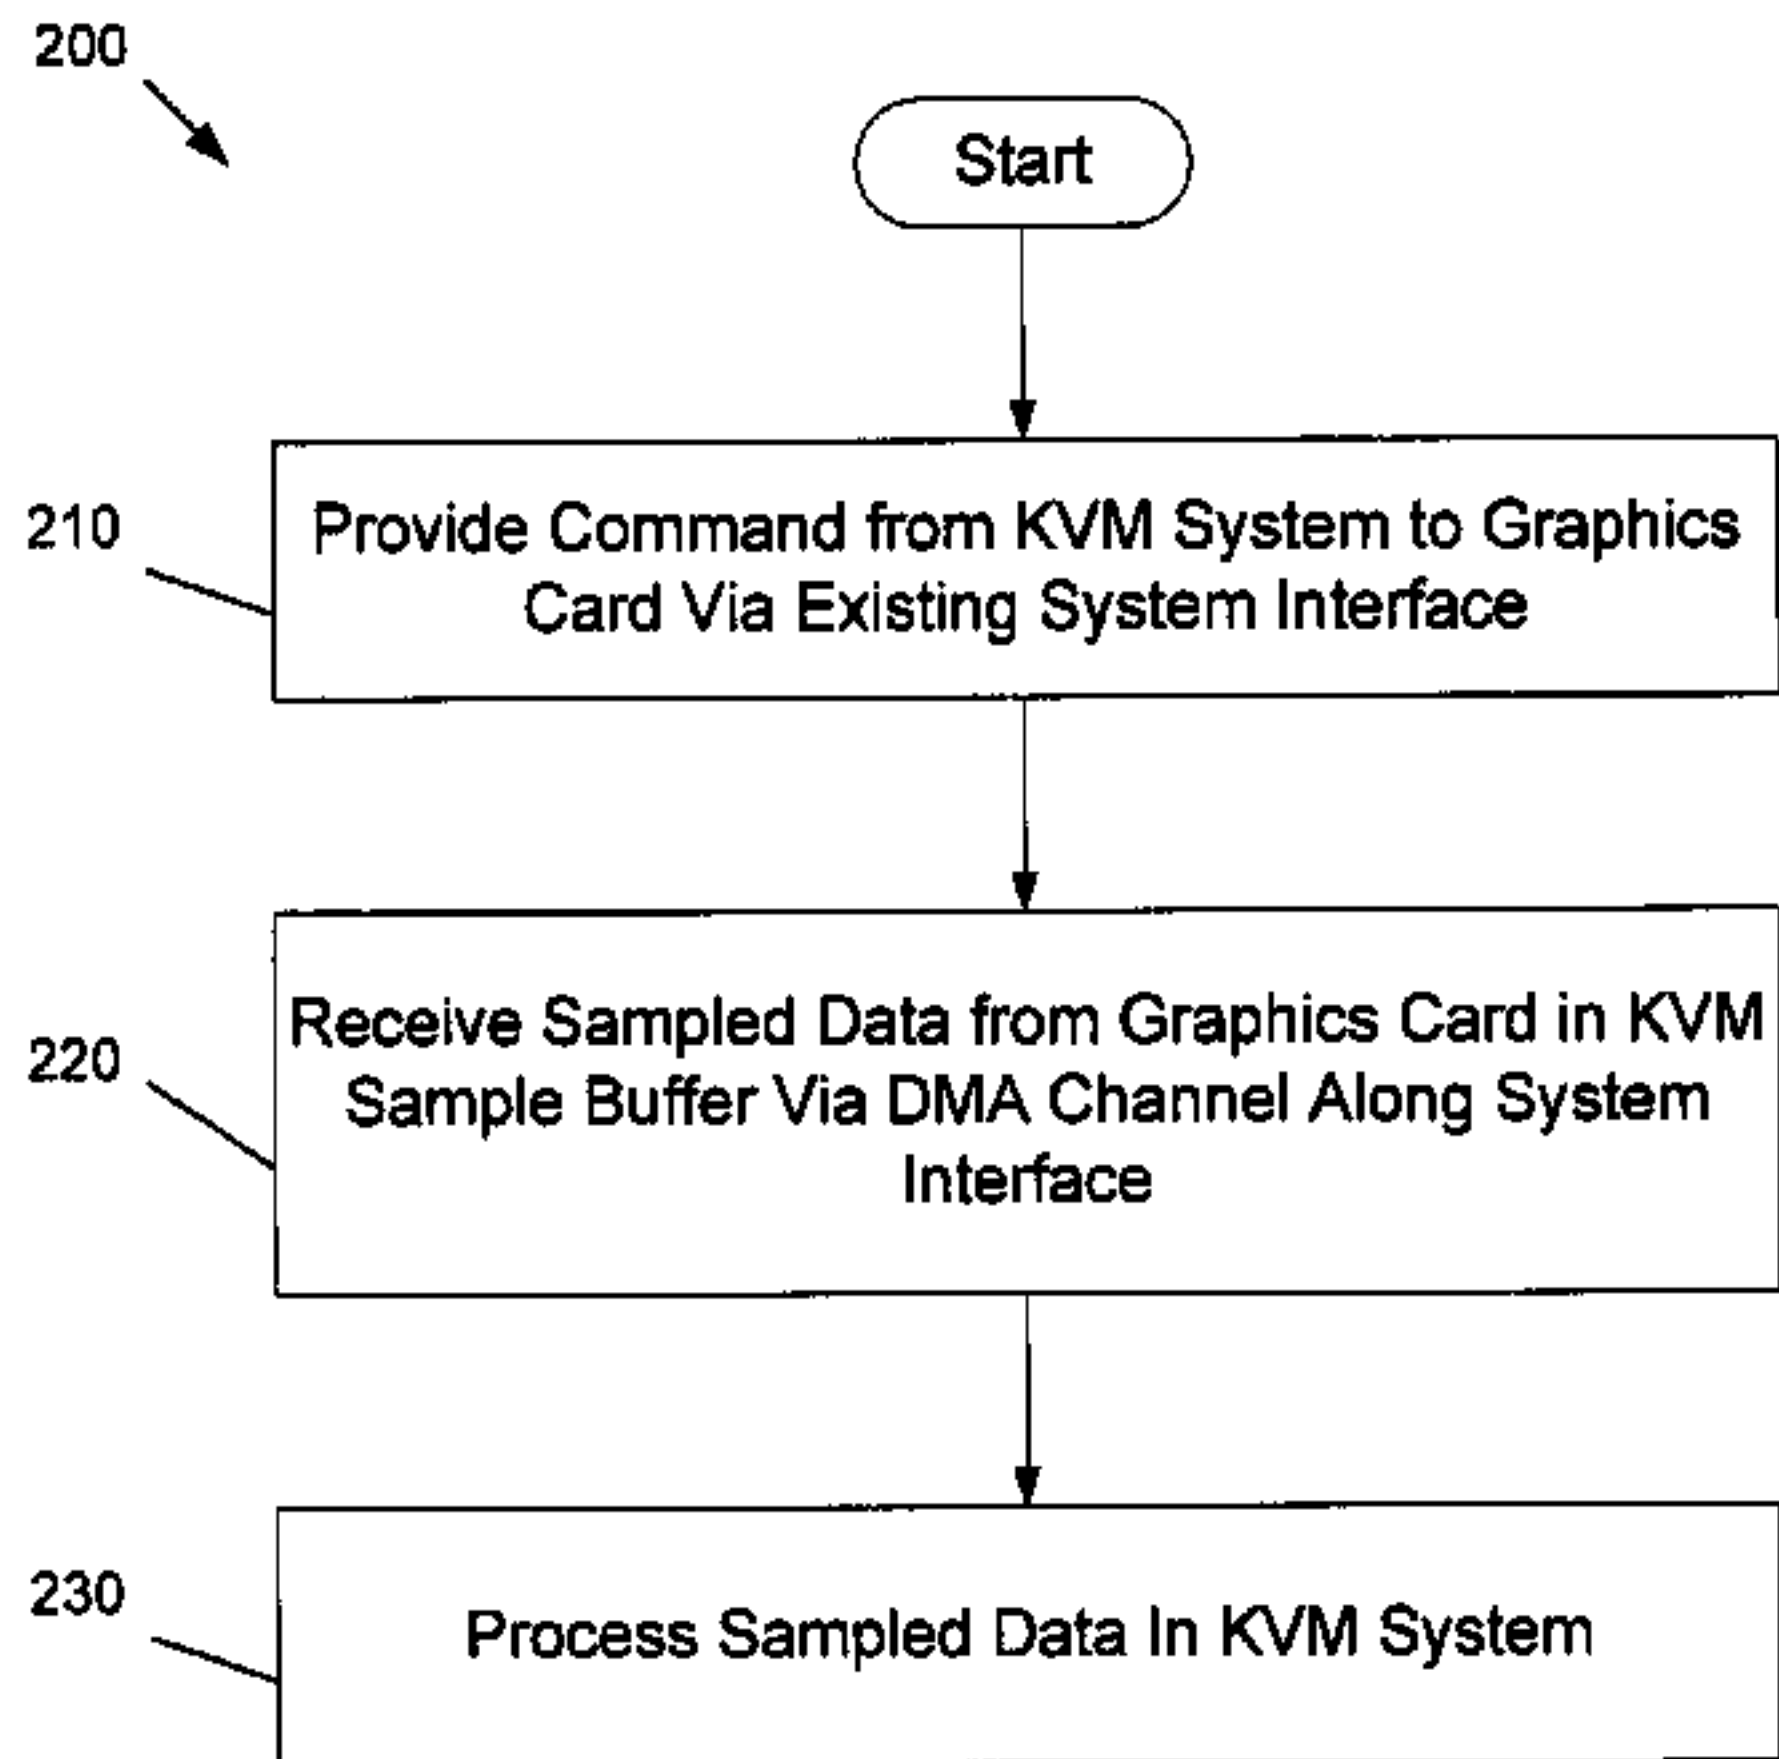 200
Start
210
Provide Command from KVM System to Graphics
Card Via Existing System Interface
220
Receive Sampled Data from Graphics Card in KVM
Sample Buffer Via DMA Channel Along System
Interface
230
Process Sampled Data In KVM System